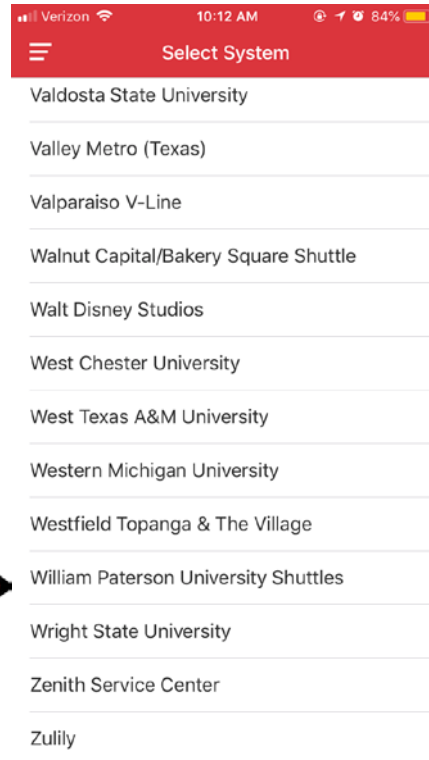 Verizon 10:12 AM 84%
Select System
Valdosta State University
Valley Metro (Texas)
Valparaiso V-Line
Walnut Capital/Bakery Square Shuttle
Walt Disney Studios
West Chester University
West Texas A&M University
Western Michigan University
Westfield Topanga & The Village
William Paterson University Shuttles
Wright State University
Zenith Service Center
Zulily